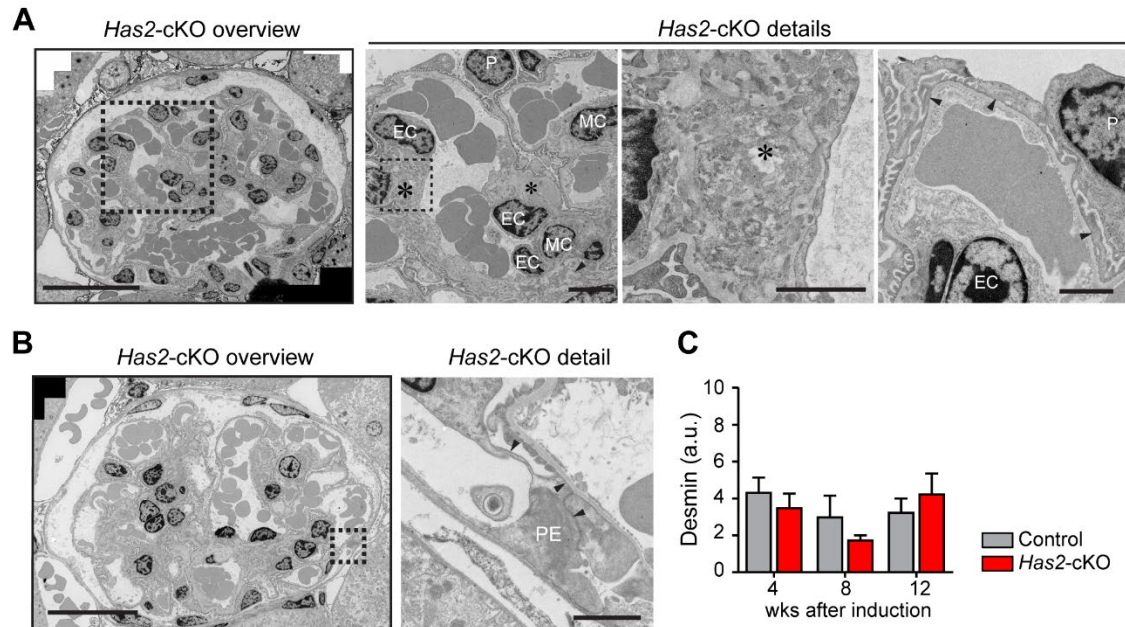 A
Has2-cKO overview
Has2-cKO details
P
EC
MC
*
*
EC
MC
EC
*
P
EC
B
Has2-cKO overview
Has2-cKO detail
PE
C
Desmin (a.u.)
10
8
6
4
2
0
4 8 12
wks after induction
Control
Has2-cKO